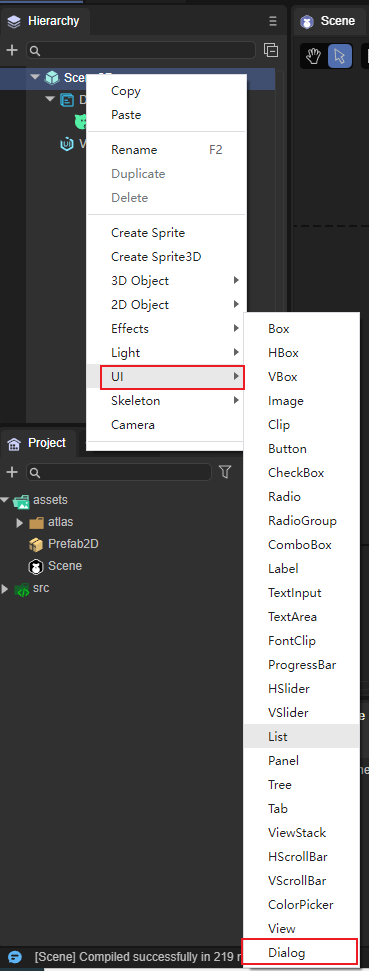 Hierarchy
Scene
Copy
Paste
Rename F2
Duplicate
Delete
Create Sprite
Create Sprite3D
3D Object
2D Object
Effects
Light
UI
Skeleton
Camera
Box
HBox
VBox
Image
Clip
Button
CheckBox
Radio
RadioGroup
ComboBox
Label
TextInput
TextArea
FontClip
ProgressBar
HSlider
VSlider
List
Panel
Tree
Tab
ViewStack
HScrollBar
VScrollBar
ColorPicker
View
Dialog
Project
assets
atlas
Prefab2D
Scene
src
[Scene] Compiled successfully in 219